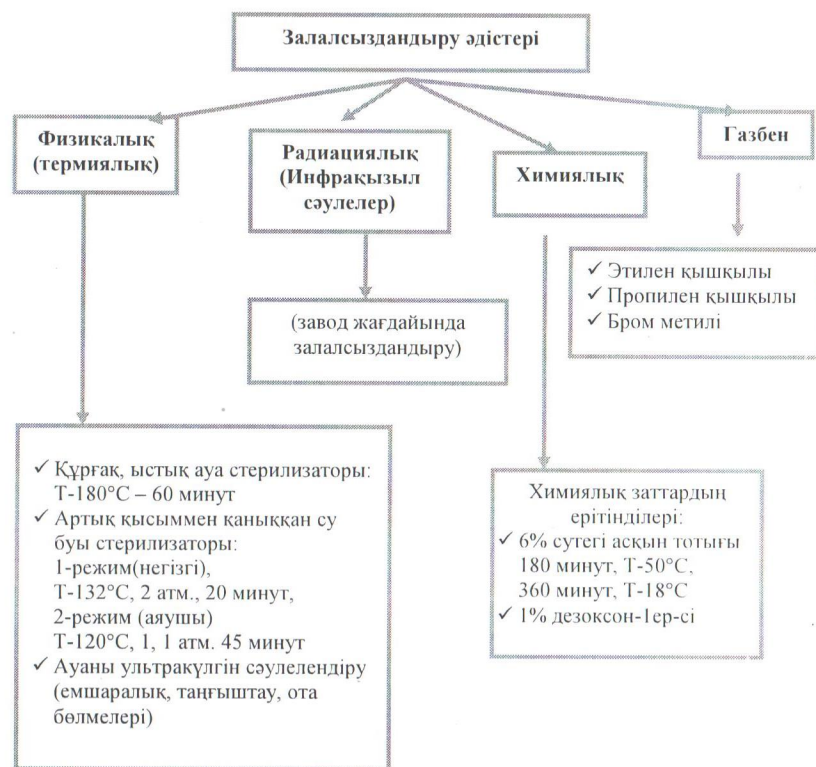 Залалсыздандыру әдістері
Физикалық
(термиялық)
Радиациялық
(Инфрақызыл
сәулелер)
Химиялық
Газбен
(завод жағдайында
залалсыздандыру)
✓ Этилен қышқылы
✓ Пропилен қышқылы
✓ Бром метилі
✓ Құрғақ, ыстық ауа стерилизаторы:
Т-180°С – 60 минут
✓ Артық қысыммен қаныққан су
буы стерилизаторы:
1-режим(негізгі),
Т-132°С, 2 атм., 20 минут,
2-режим (аяушы)
Т-120°С, 1, 1 атм. 45 минут
✓ Ауаны ультракүлгін сәулелендіру
(емшаралық, таңғыштау, ота
бөлмелері)
Химиялық заттардың
ерітінділері:
✓ 6% сутегі асқын тотығы
180 минут, Т-50°С,
360 минут, Т-18°С
✓ 1% дезоксон-1ер-сі